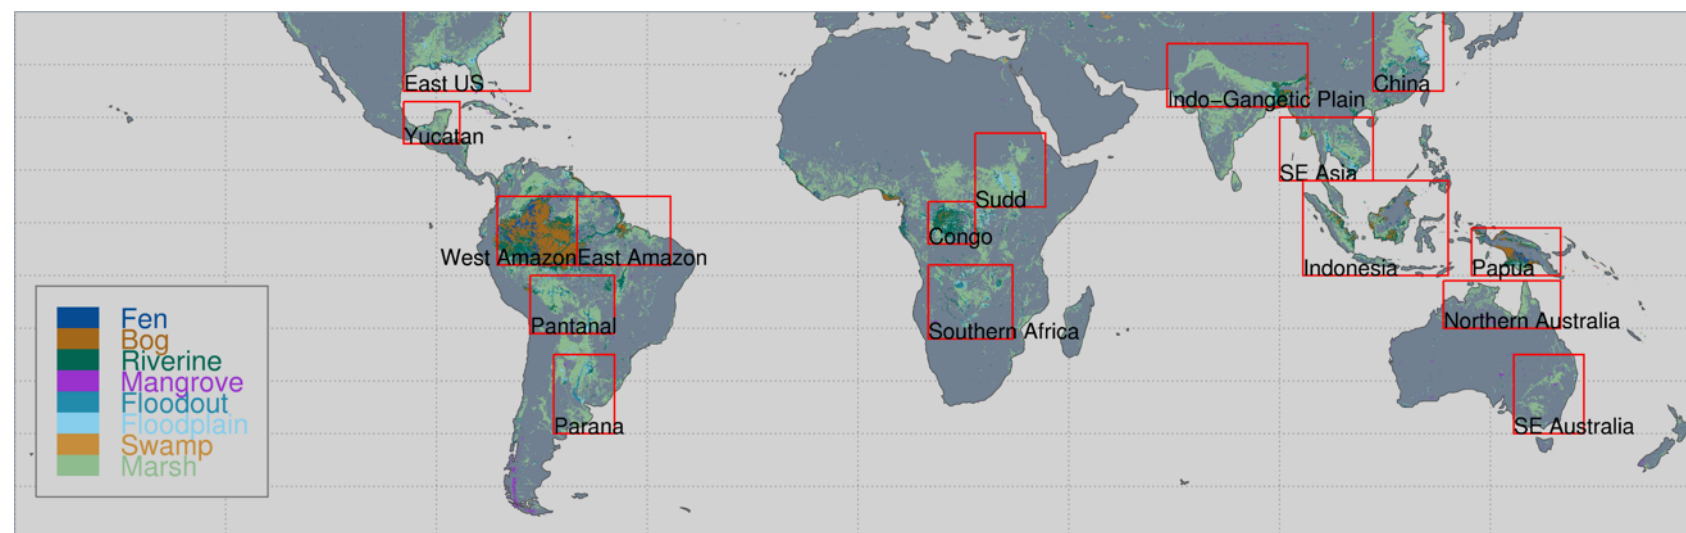 East US
China
Indo-Gangetic Plain
Yucatan
SE Asia
Sudd
Congo
West Amazon
East Amazon
Indonesia
Papua
Pantanal
Southern Africa
Northern Australia
Parana
SE Australia
Fen
Bog
Riverine
Mangrove
Floodout
Floodplain
Swamp
Marsh